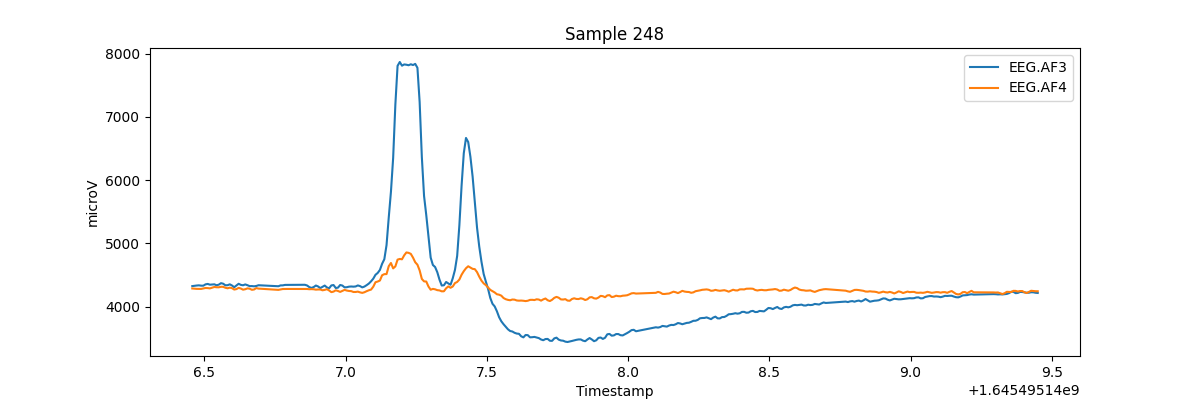 Sample 248
8000
7000
6000
5000
4000
microV
EEG.AF3
EEG.AF4
6.5 7.0 7.5 8.0 8.5 9.0 9.5
Timestamp
+1.64549514e9